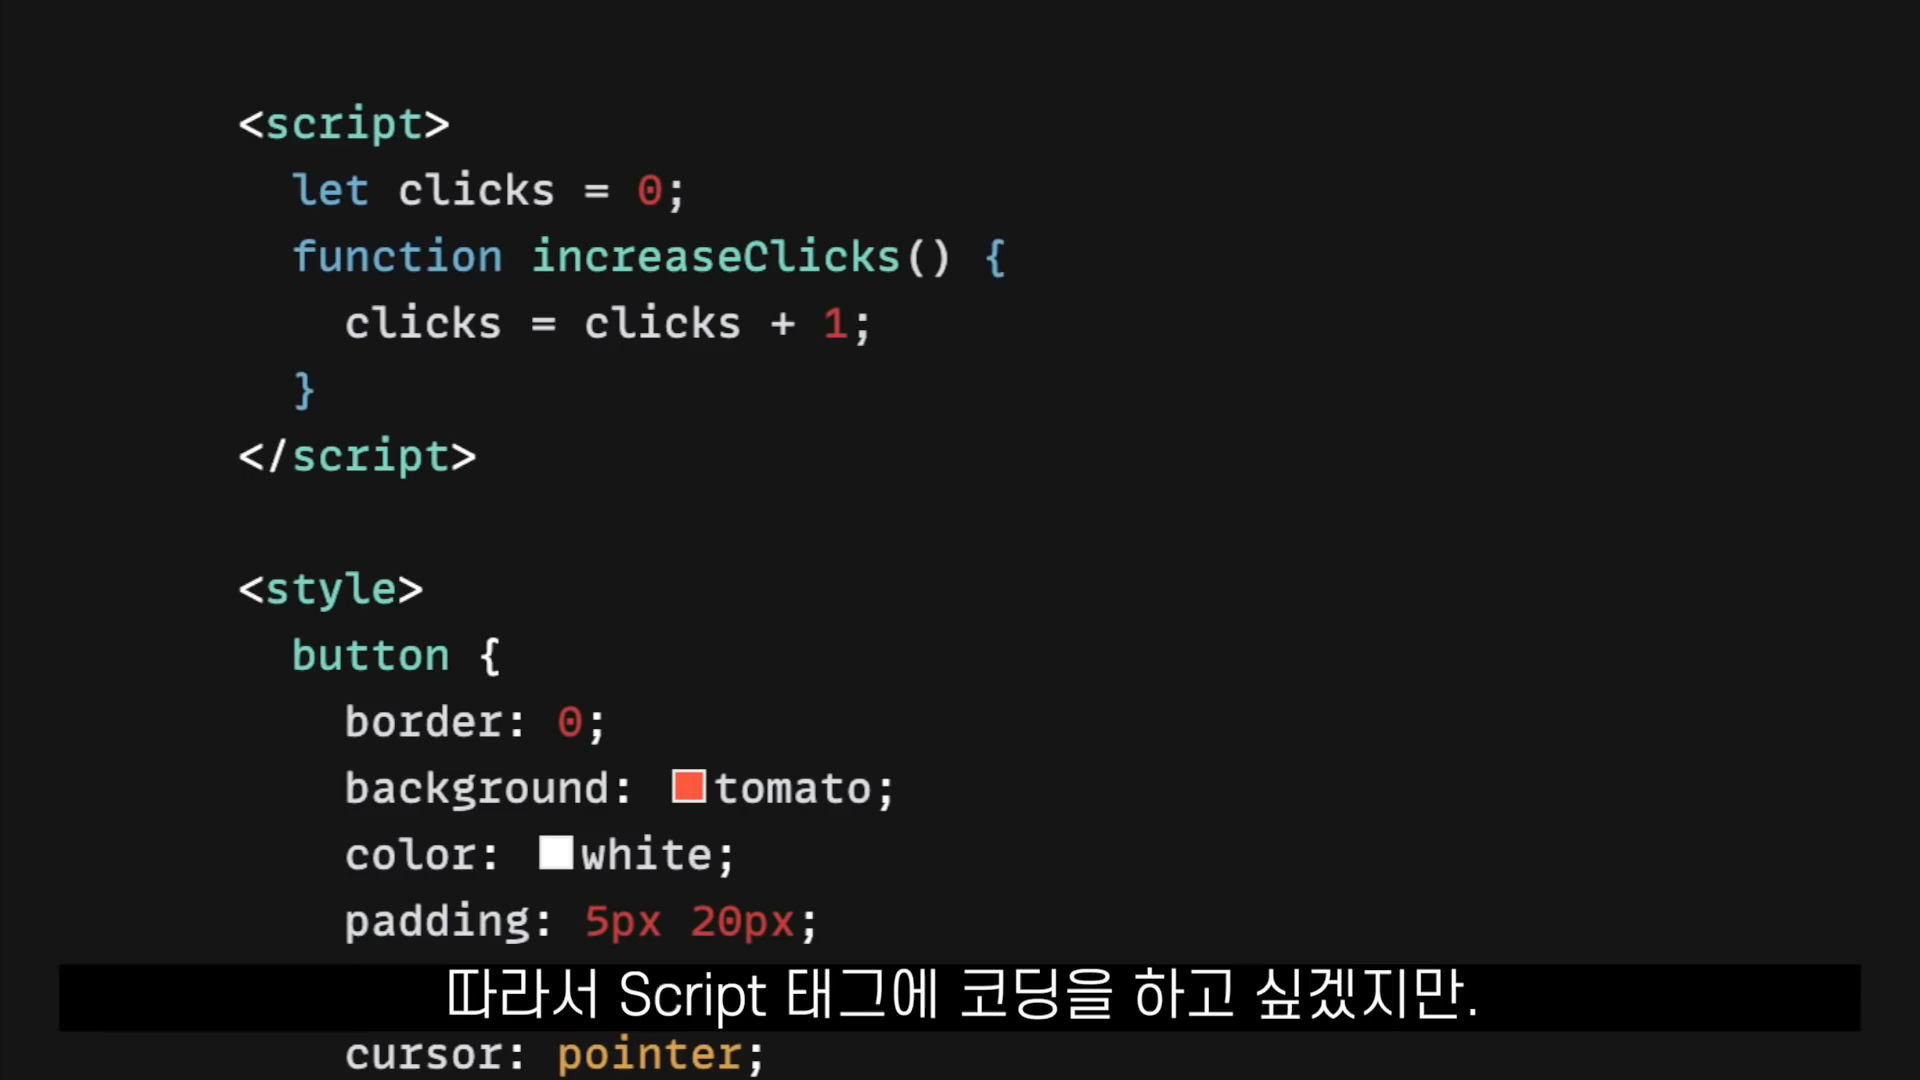 <script>
let clicks = 0;
function increaseClicks() {
clicks = clicks + 1;
}
</script>
<style>
button {
border: 0;
background: tomato;
color: white;
padding: 5px 20px;
따라서 Script 태그에 코딩을 하고 싶겠지만.
cursor: pointer;